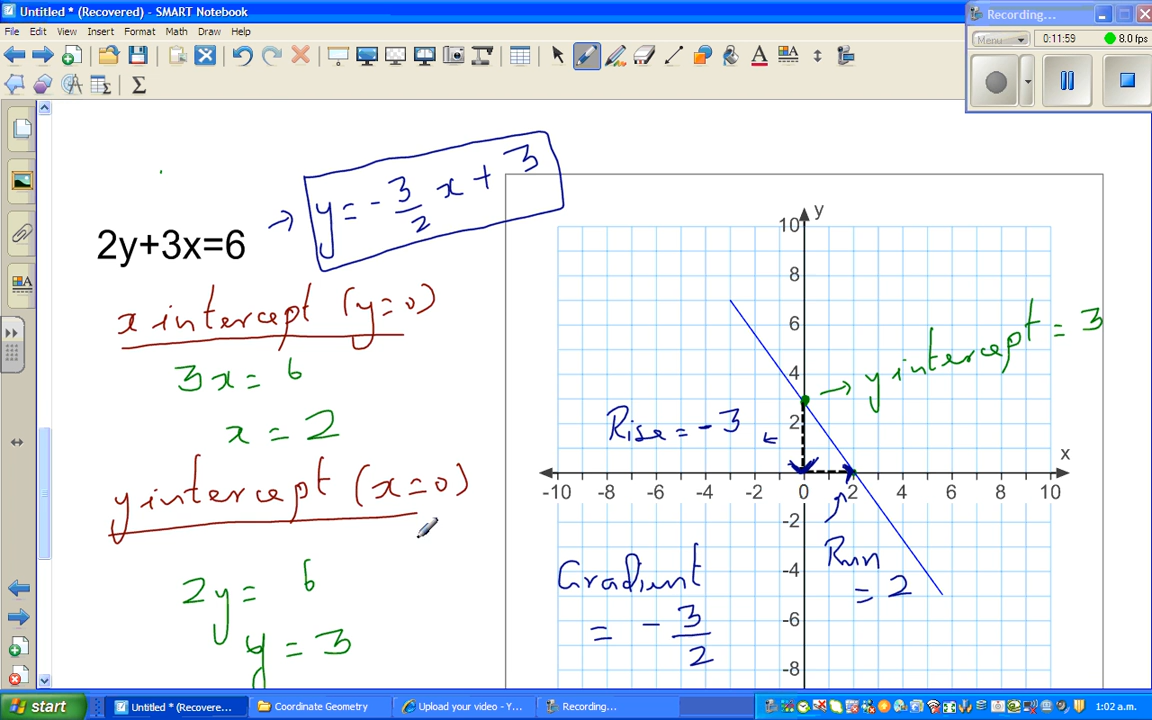 Untitled * (Recovered) - SMART Notebook
Recording...
File Edit View Insert Format Math Draw Help
Menu
0:11:59
8.0 fps
y = - 3/2 x + 3
2y+3x=6
x intercept (y=0)
3x = 6
x = 2
y intercept (x=0)
2y = 6
y = 3
y
10
8
6
4
2
-2
-4
-6
-8
x
-10 -8 -6 -4 -2 0 2 4 6 8 10
→ y intercept = 3
Rise = -3
Run
= 2
Gradient
= - 3/2
start
Untitled * (Recovere...
Coordinate Geometry
Upload your video - Y...
Recording...
1:02 a.m.